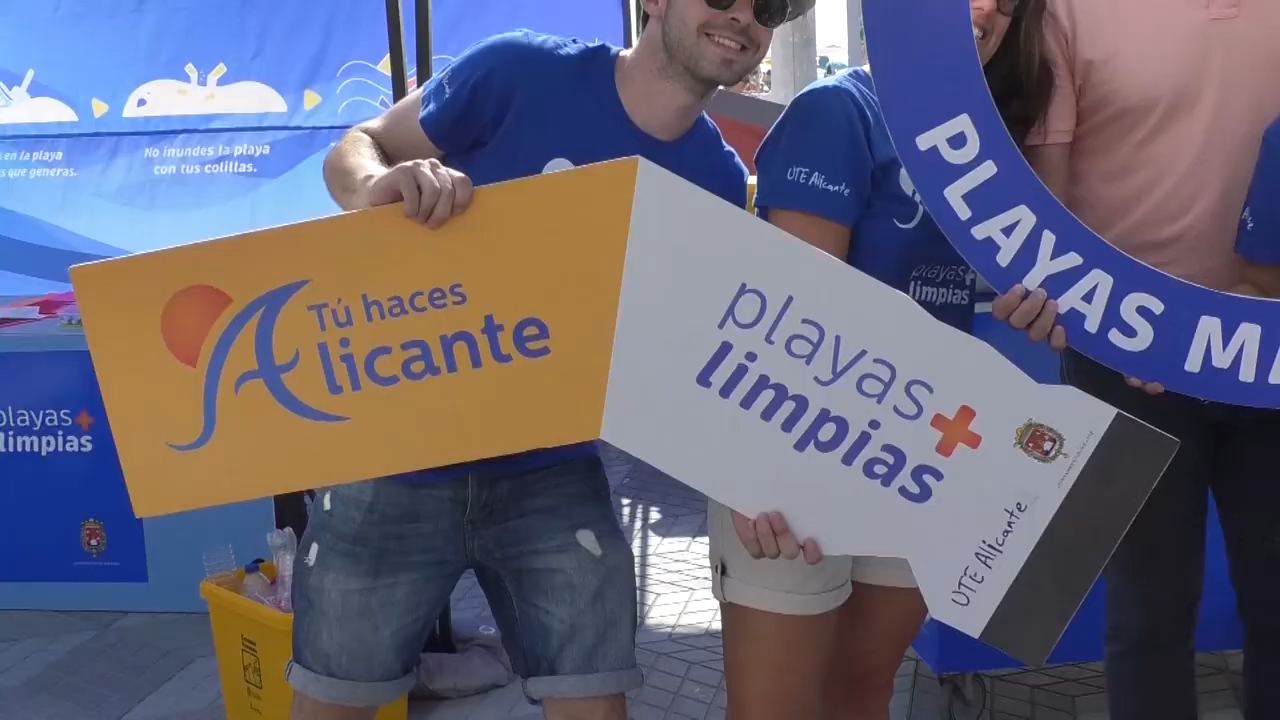 en la playa
que generas.
No inundes la playa
con tus colillas.
UTE Alicante
playas+
limpias
PLAYAS
Tú haces
Alicante
playas+
limpias
UTE Alicante
playas+
limpias